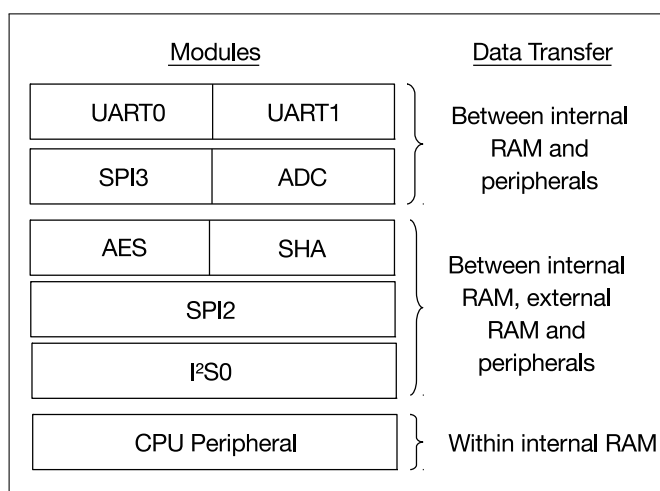 Modules Data Transfer
UART0 UART1
SPI3 ADC
Between internal
RAM and
peripherals
AES SHA
SPI2
I²S0
Between internal
RAM, external
RAM and
peripherals
CPU Peripheral
Within internal RAM